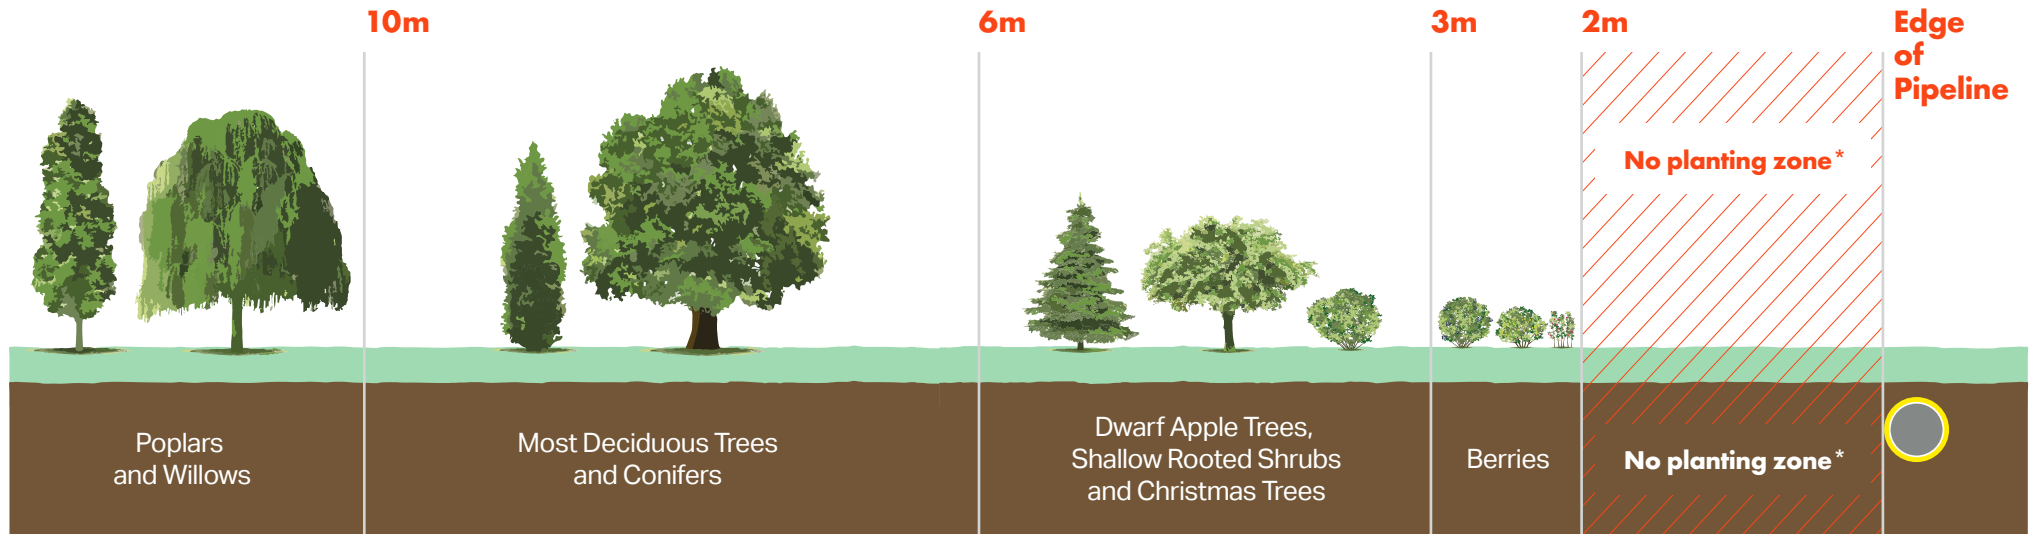 10m
6m
3m
2m
Edge
of
Pipeline
No planting zone*
Poplars
and Willows
Most Deciduous Trees
and Conifers
Dwarf Apple Trees,
Shallow Rooted Shrubs
and Christmas Trees
Berries
No planting zone*